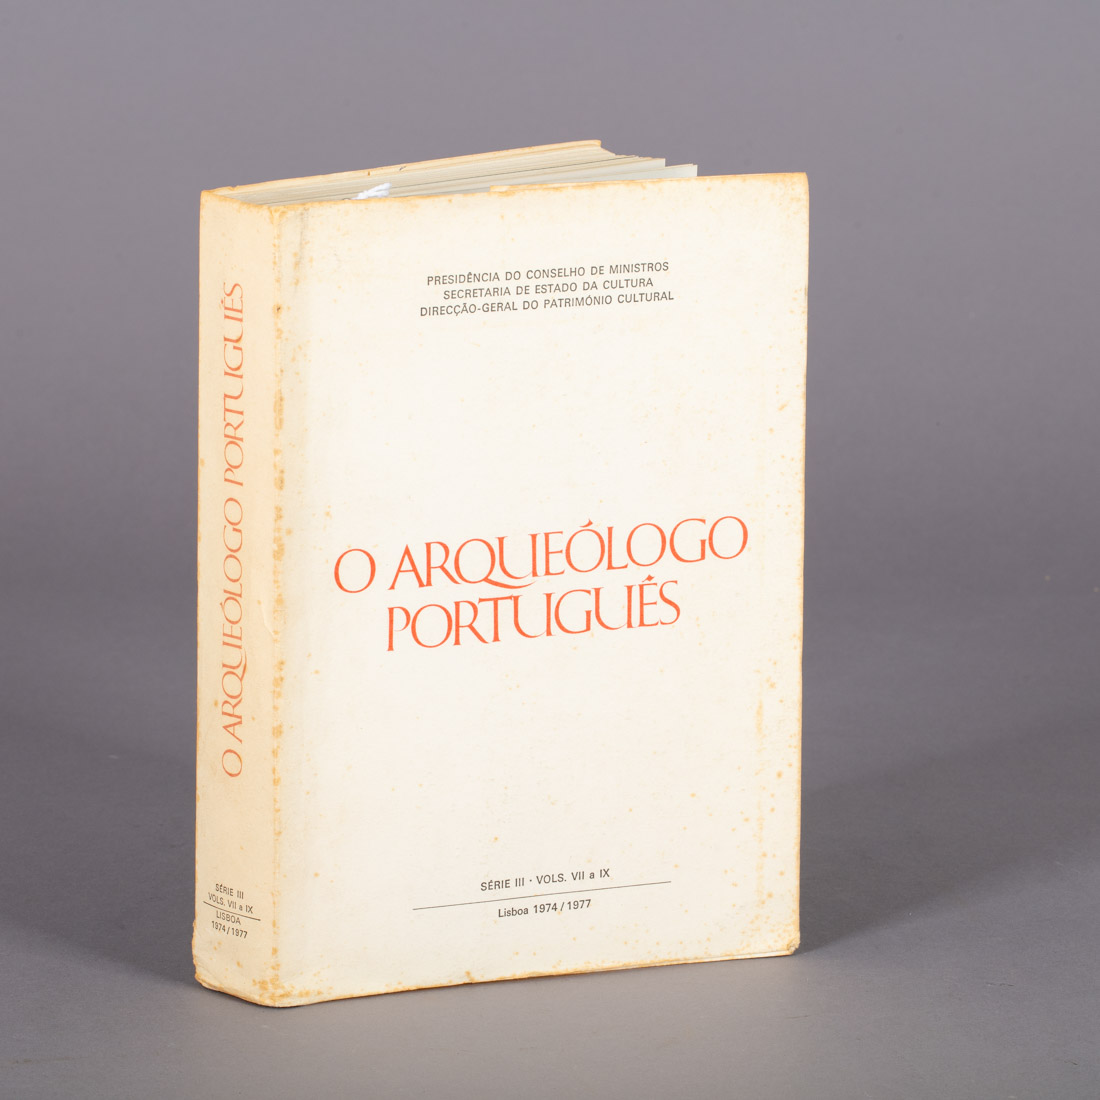 PRESIDÊNCIA DO CONSELHO DE MINISTROS
SECRETARIA DE ESTADO DA CULTURA
DIRECÇÃO-GERAL DO PATRIMÓNIO CULTURAL
O ARQUEÓLOGO
PORTUGUÊS
SÉRIE III · VOLS. VII a IX
Lisboa 1974/1977
O ARQUEÓLOGO PORTUGUÊS
SÉRIE III
VOLS. VII a IX
LISBOA
1974/1977